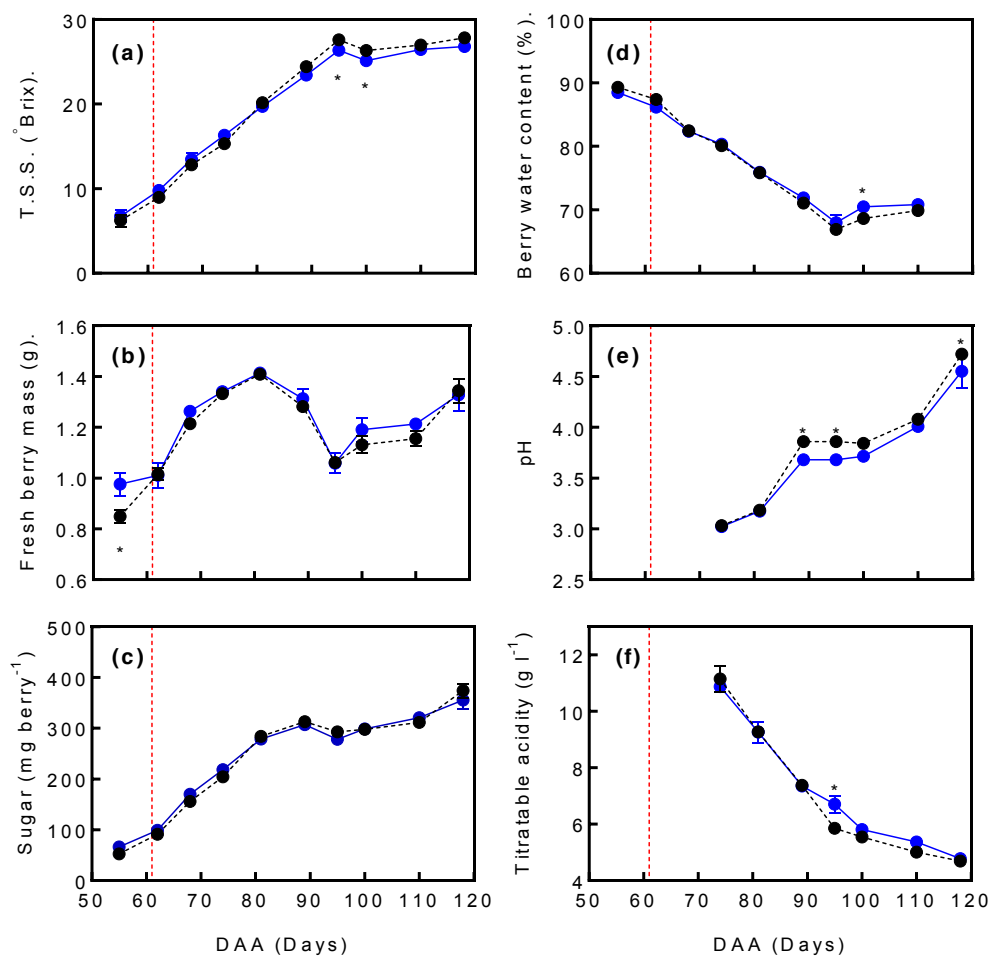 (a)
T.S.S. (°Brix).
30
20
10
0
* *
(b)
Fresh berry mass (g).
1.6
1.4
1.2
1.0
0.8
0.6
*
(c)
Sugar (mg berry⁻¹)
500
400
300
200
100
0
50 60 70 80 90 100 110 120
DAA (Days)
(d)
Berry water content (%).
100
90
80
70
60
*
(e)
pH
5.0
4.5
4.0
3.5
3.0
2.5
* * *
(f)
Titratable acidity (g l⁻¹)
12
10
8
6
4
*
50 60 70 80 90 100 110 120
DAA (Days)